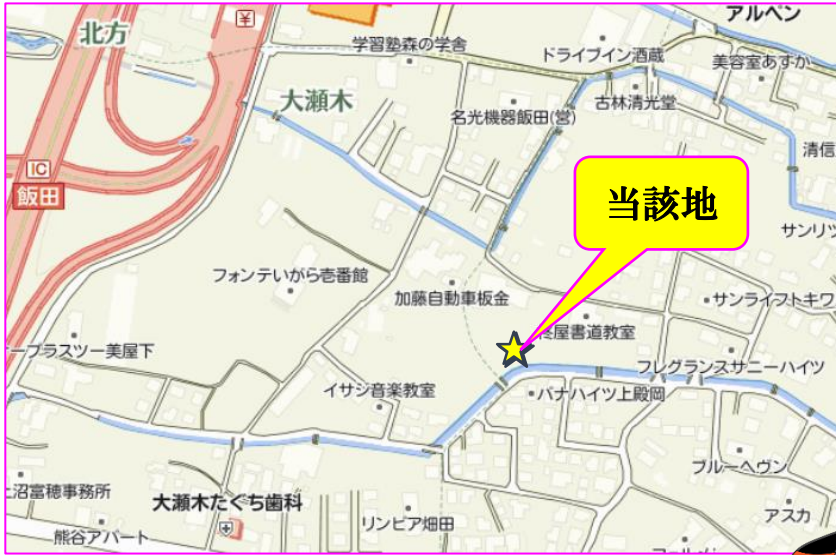 アルペン
北方
学習塾森の学舎
ドライブイン酒蔵
美容室あすか
大瀬木
古林清光堂
名光機器飯田(営)
清信
IC
飯田
当該地
サンリツ
フォンテいがら壱番館
加藤自動車板金
サンライフトキワ
屋書道教室
ープラスツー美屋下
フレグランスサニーハイツ
イサジ音楽教室
パナハイツ上殿岡
ブルーヘヴン
沼富穂事務所
大瀬木たぐち歯科
リンピア畑田
アスカ
熊谷アパート